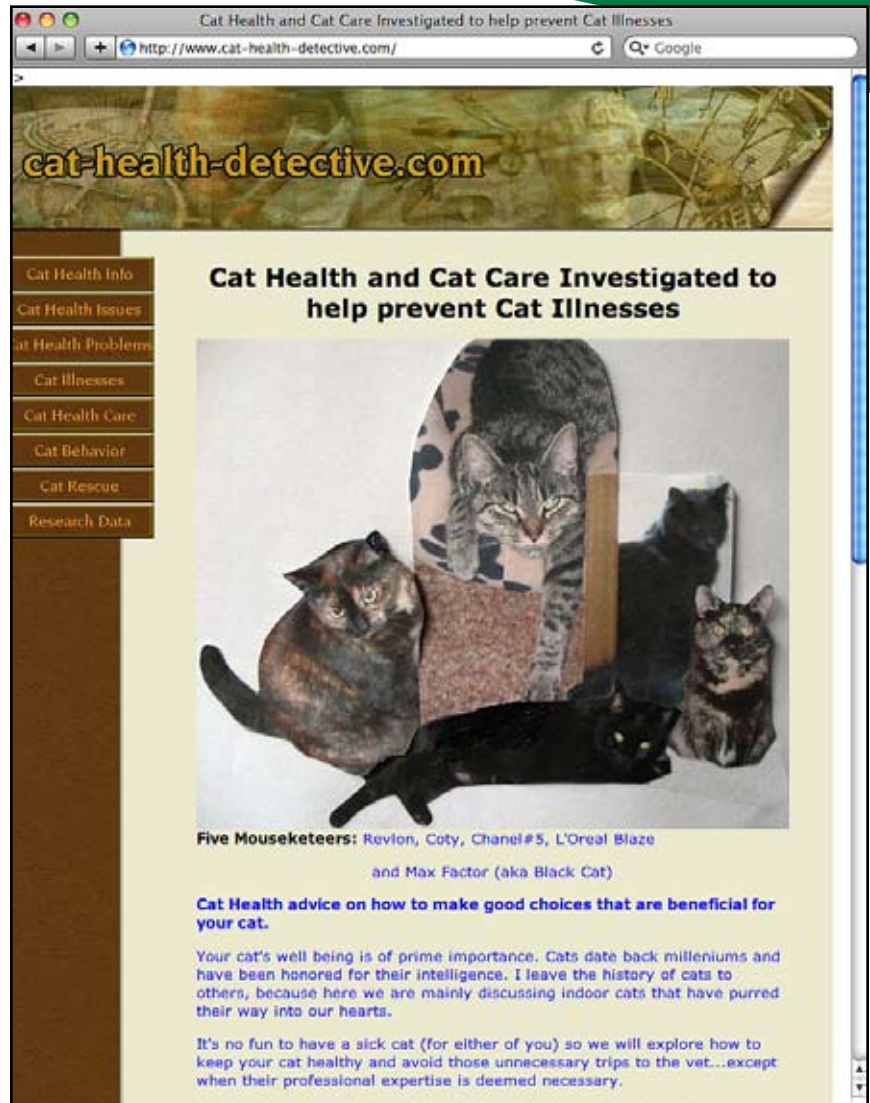 Cat Health and Cat Care Investigated to help prevent Cat Illnesses
http://www.cat-health-detective.com/
Google
>
cat-health-detective.com
Cat Health Info
Cat Health Issues
at Health Problems
Cat Illnesses
Cat Health Care
Cat Behavior
Cat Rescue
Research Data
Cat Health and Cat Care Investigated to
help prevent Cat Illnesses
Five Mouseketeers: Revlon, Coty, Chanel#5, L'Oreal Blaze
and Max Factor (aka Black Cat)
Cat Health advice on how to make good choices that are beneficial for
your cat.
Your cat's well being is of prime importance. Cats date back milleniums and
have been honored for their intelligence. I leave the history of cats to
others, because here we are mainly discussing indoor cats that have purred
their way into our hearts.
It's no fun to have a sick cat (for either of you) so we will explore how to
keep your cat healthy and avoid those unnecessary trips to the vet...except
when their professional expertise is deemed necessary.